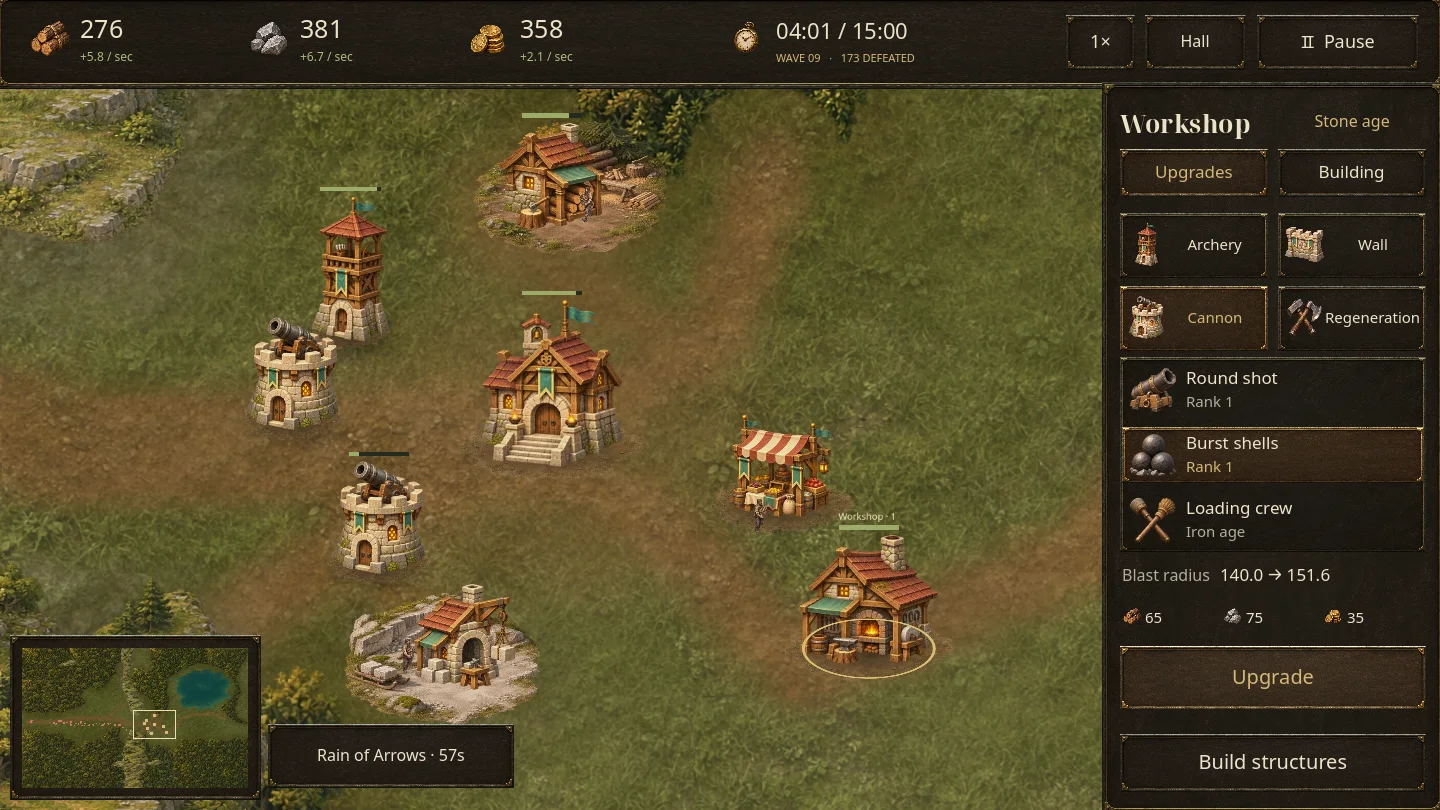 276
+5.8 / sec
381
+6.7 / sec
358
+2.1 / sec
04:01 / 15:00
WAVE 09 · 173 DEFEATED
1×
Hall
Pause
Workshop
Stone age
Upgrades
Building
Archery
Wall
Cannon
Regeneration
Round shot
Rank 1
Burst shells
Rank 1
Loading crew
Iron age
Blast radius 140.0 → 151.6
65
75
35
Upgrade
Build structures
Workshop · 1
Rain of Arrows · 57s